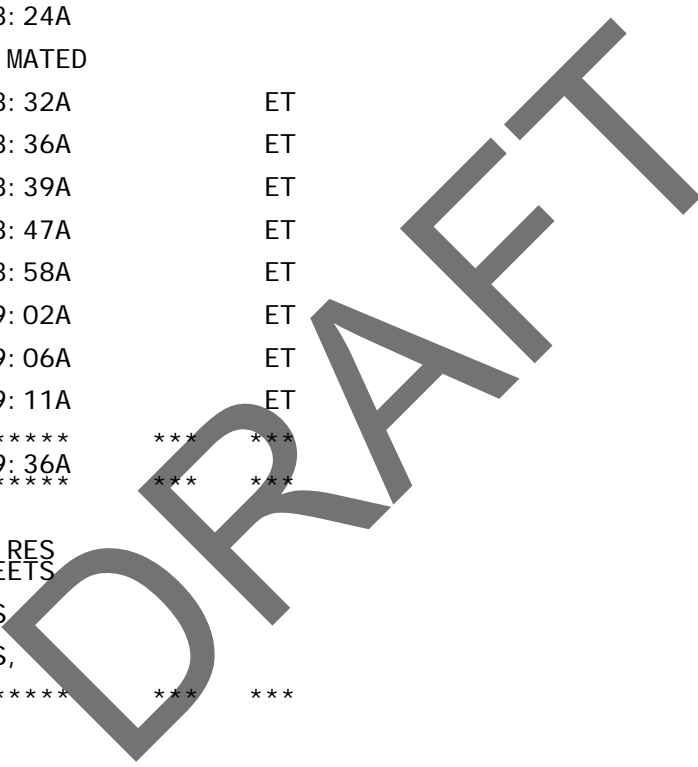 3: 24A
MATED
3: 32A ET
3: 36A ET
3: 39A ET
3: 47A ET
3: 58A ET
9: 02A ET
9: 06A ET
9: 11A ET
***** *** ***
9: 36A
***** *** ***
RES
EETS
S
S,
***** *** ***
DRAFT